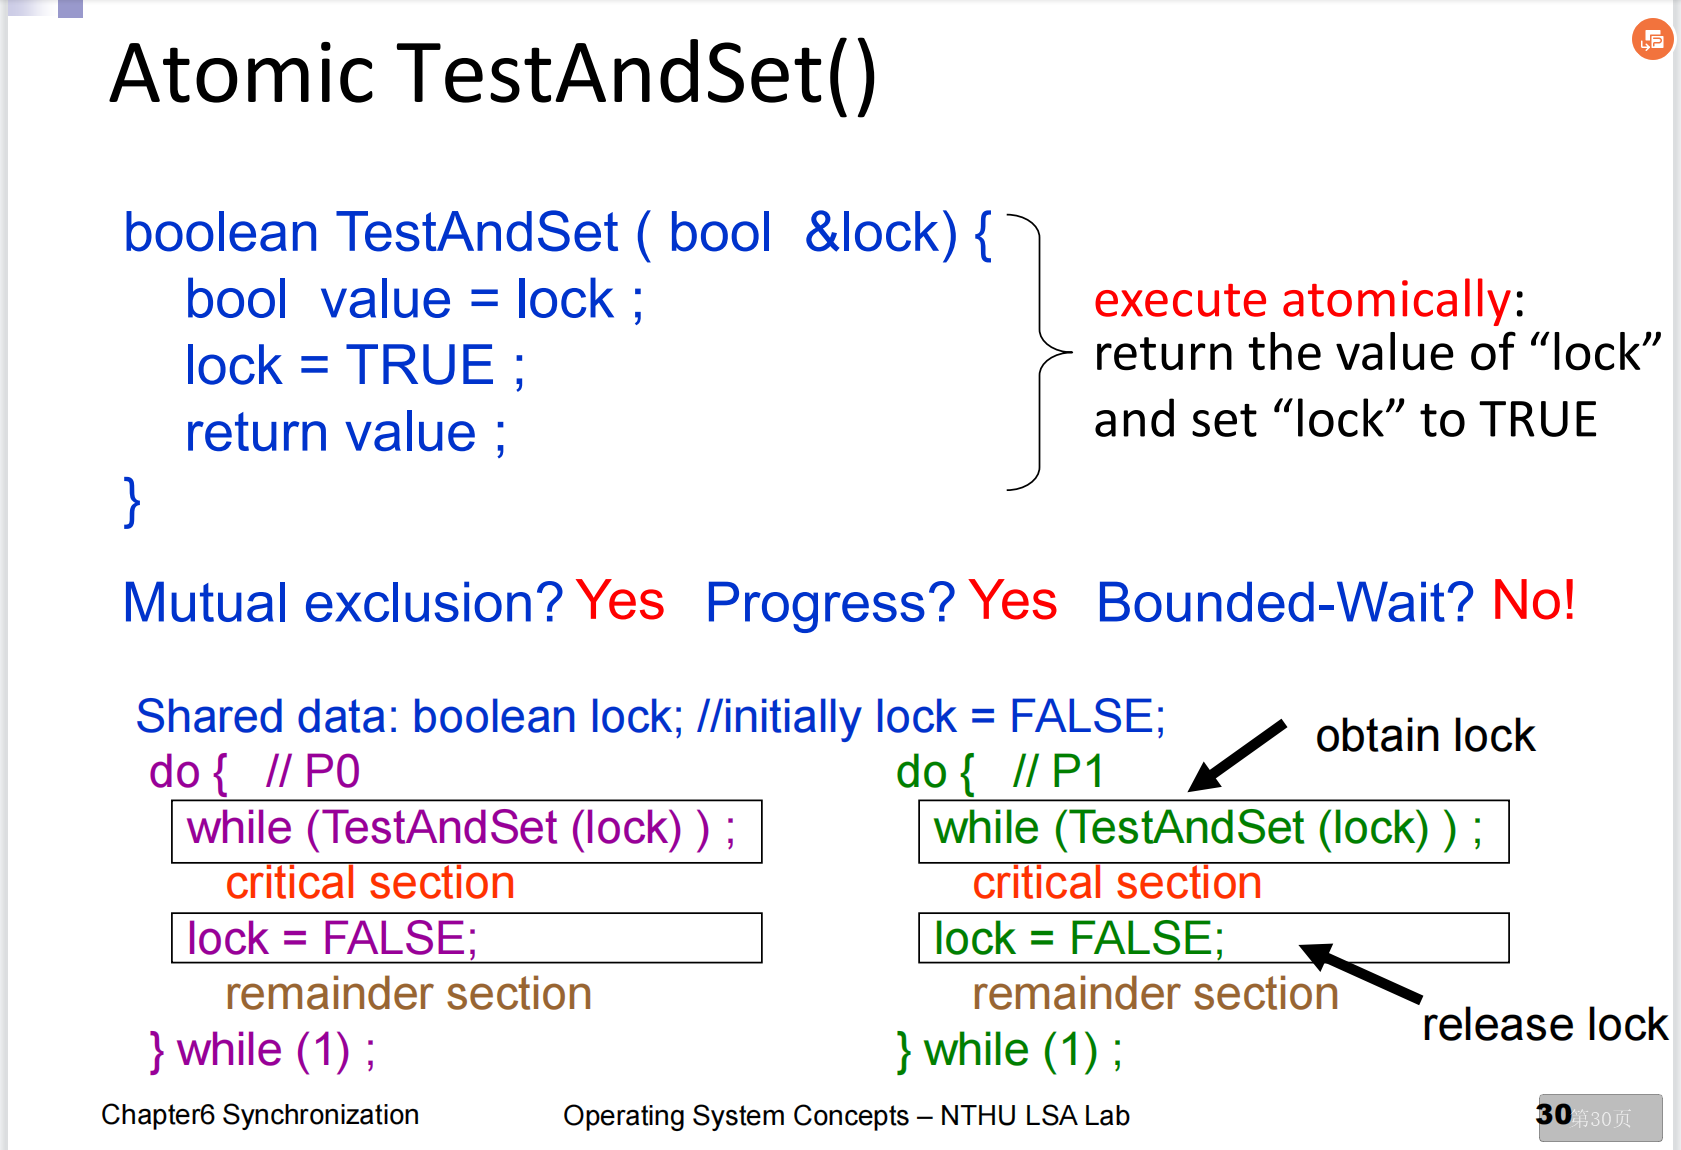 Atomic TestAndSet()
boolean TestAndSet ( bool &lock) {
bool value = lock ;
lock = TRUE ;
return value ;
}
execute atomically:
return the value of “lock”
and set “lock” to TRUE
Mutual exclusion? Yes Progress? Yes Bounded-Wait? No!
Shared data: boolean lock; //initially lock = FALSE;
do { // P0
while (TestAndSet (lock) ) ;
critical section
lock = FALSE;
remainder section
} while (1) ;
do { // P1
while (TestAndSet (lock) ) ;
critical section
lock = FALSE;
remainder section
} while (1) ;
obtain lock
release lock
Chapter6 Synchronization
Operating System Concepts – NTHU LSA Lab
30
第30页